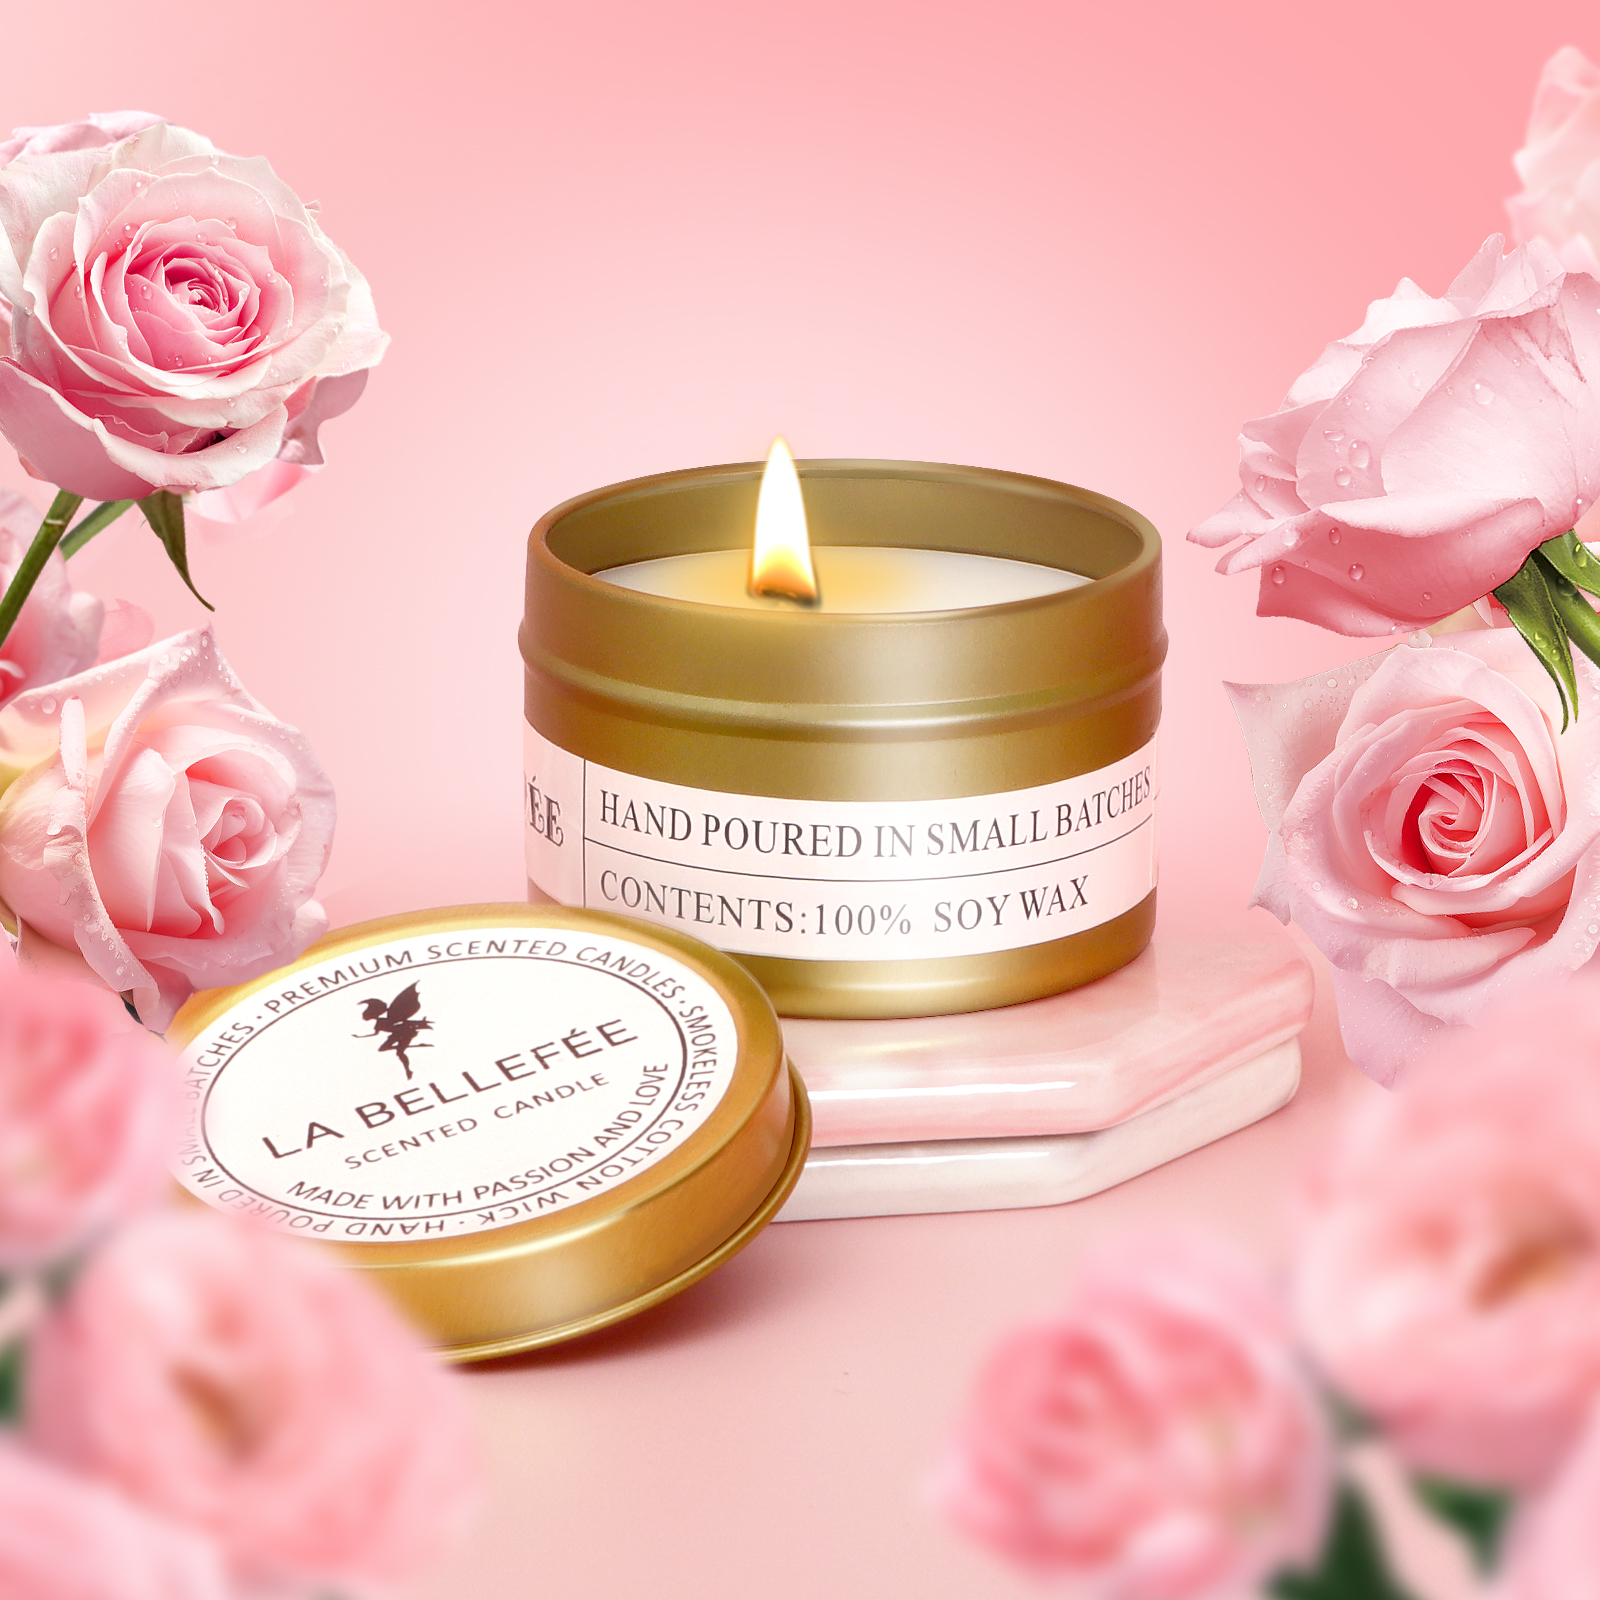 ÉE
HAND POURED IN SMALL BATCHES
CONTENTS:100% SOY WAX
PREMIUM SCENTED CANDLES · SMOKELESS COTTON WICK · HAND POURED IN SMALL BATCHES ·
LA BELLEFÉE
SCENTED CANDLE
MADE WITH PASSION AND LOVE